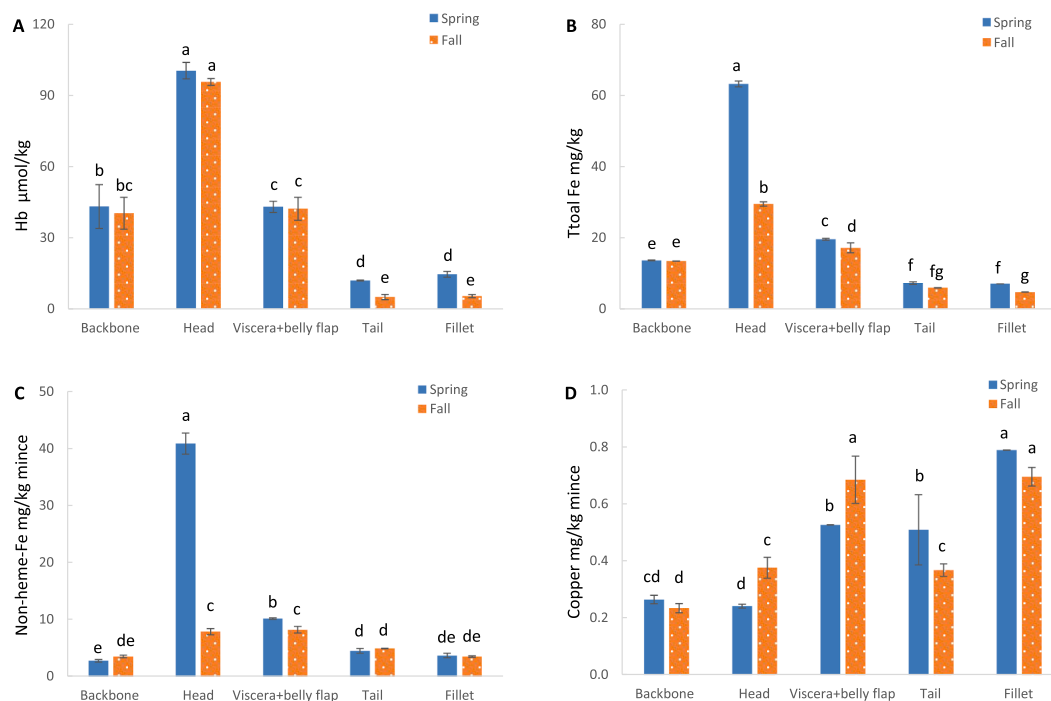 A
Hb μmol/kg
120
90
60
30
0
Spring
Fall
b
bc
a
a
c
c
d
e
d
e
Backbone
Head
Viscera+belly flap
Tail
Fillet
B
Ttoal Fe mg/kg
80
60
40
20
0
Spring
Fall
e
e
a
b
c
d
f
fg
f
g
Backbone
Head
Viscera+belly flap
Tail
Fillet
C
Non-heme-Fe mg/kg mince
50
40
30
20
10
0
Spring
Fall
e
de
a
c
b
c
d
d
de
de
Backbone
Head
Viscera+belly flap
Tail
Fillet
D
Copper mg/kg mince
1.0
0.8
0.6
0.4
0.2
0.0
Spring
Fall
cd
d
d
c
b
a
b
c
a
a
Backbone
Head
Viscera+belly flap
Tail
Fillet